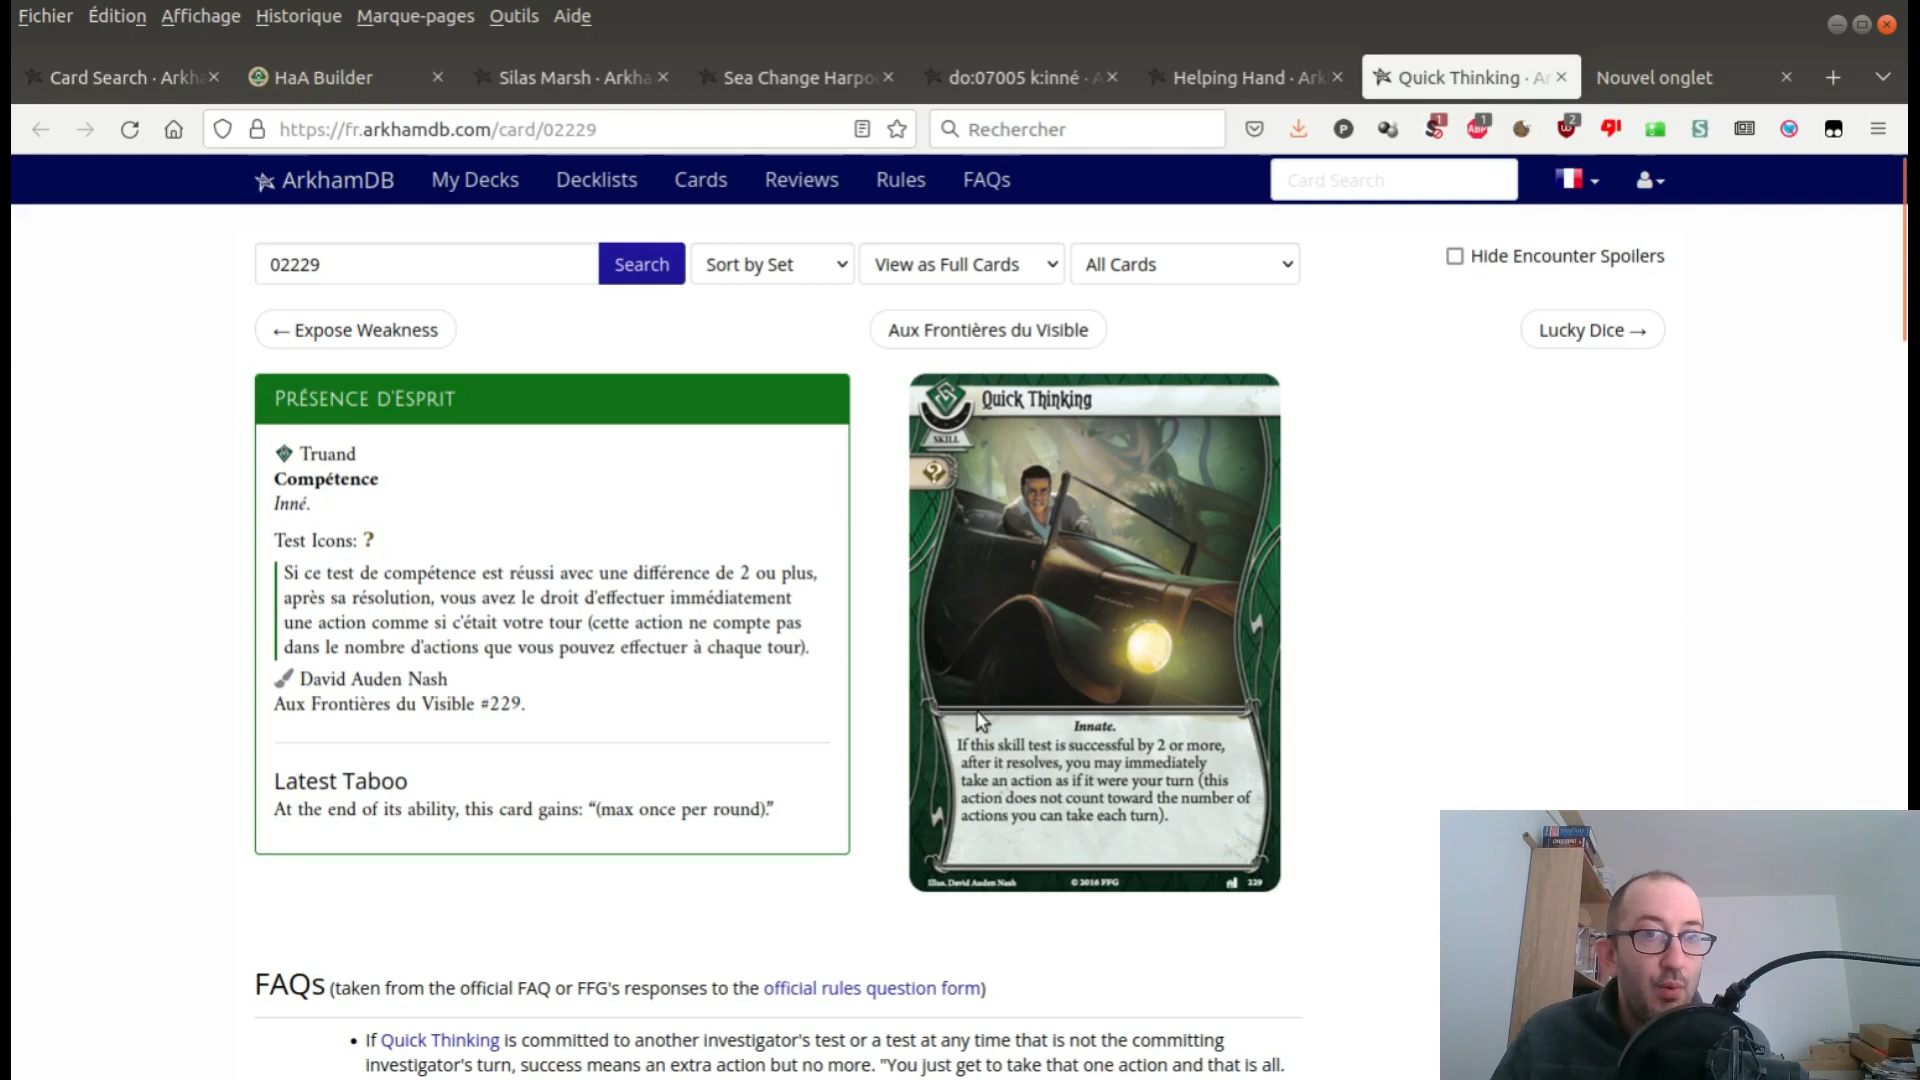 Fichier Édition Affichage Historique Marque-pages Outils Aide
Card Search · Arkh
HaA Builder
Silas Marsh · Arkha
Sea Change Harpo
do:07005 k:inné · A
Helping Hand · Ark
Quick Thinking · Ar
Nouvel onglet
https://fr.arkhamdb.com/card/02229
Rechercher
ArkhamDB My Decks Decklists Cards Reviews Rules FAQs
Card Search
02229
Search
Sort by Set
View as Full Cards
All Cards
Hide Encounter Spoilers
← Expose Weakness
Aux Frontières du Visible
Lucky Dice →
Présence d'Esprit
Truand
Compétence
Inné.
Test Icons: ?
Si ce test de compétence est réussi avec une différence de 2 ou plus,
après sa résolution, vous avez le droit d'effectuer immédiatement
une action comme si c'était votre tour (cette action ne compte pas
dans le nombre d'actions que vous pouvez effectuer à chaque tour).
David Auden Nash
Aux Frontières du Visible #229.
Latest Taboo
At the end of its ability, this card gains: “(max once per round).”
Quick Thinking
SKILL
?
Innate.
If this skill test is successful by 2 or more,
after it resolves, you may immediately
take an action as if it were your turn (this
action does not count toward the number of
actions you can take each turn).
Illus. David Auden Nash
© 2016 FFG
229
FAQs (taken from the official FAQ or FFG's responses to the official rules question form)
• If Quick Thinking is committed to another investigator's test or a test at any time that is not the committing
investigator's turn, success means an extra action but no more. "You just get to take that one action and that is all.